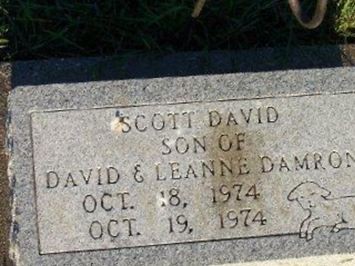 SCOTT DAVID
SON OF
DAVID & LEANNE DAMRON
OCT. 18, 1974
OCT. 19, 1974